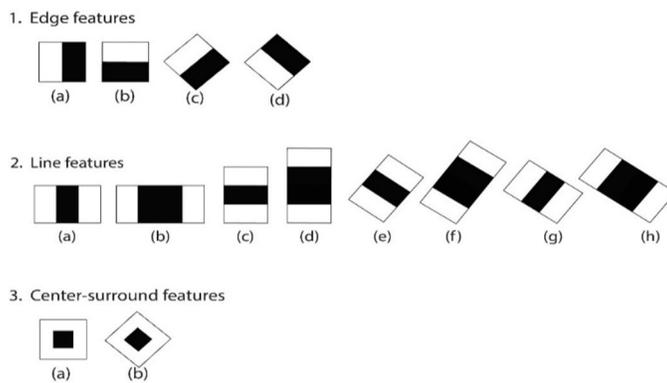 1. Edge features
(a) (b) (c) (d)
2. Line features
(a) (b) (c) (d) (e) (f) (g) (h)
3. Center-surround features
(a) (b)